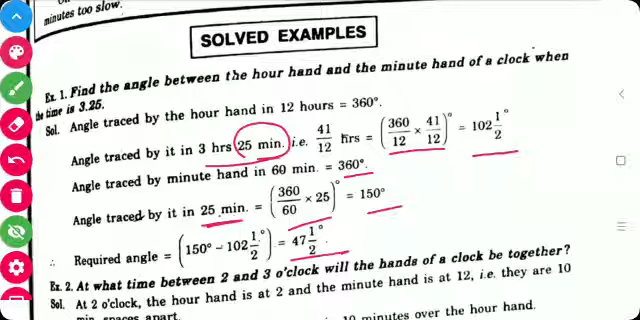 minutes too slow.
SOLVED EXAMPLES
Ex. 1. Find the angle between the hour hand and the minute hand of a clock when
the time is 3.25.
Sol. Angle traced by the hour hand in 12 hours = 360°.
Angle traced by it in 3 hrs 25 min. i.e. 41/12 hrs = (360/12 × 41/12)° = 102 1/2°
Angle traced by minute hand in 60 min. = 360°.
Angle traced by it in 25 min. = (360/60 × 25)° = 150°
∴ Required angle = (150° – 102 1/2°) = 47 1/2°.
Ex. 2. At what time between 2 and 3 o'clock will the hands of a clock be together?
Sol. At 2 o'clock, the hour hand is at 2 and the minute hand is at 12, i.e. they are 10
min. spaces apart.
10 minutes over the hour hand.